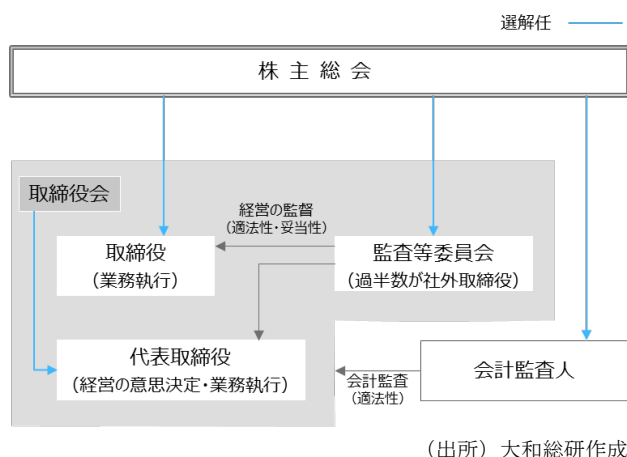 選解任
株主総会
取締役会
経営の監督
(適法性・妥当性)
取締役
(業務執行)
監査等委員会
(過半数が社外取締役)
代表取締役
(経営の意思決定・業務執行)
会計監査
(適法性)
会計監査人
(出所)大和総研作成